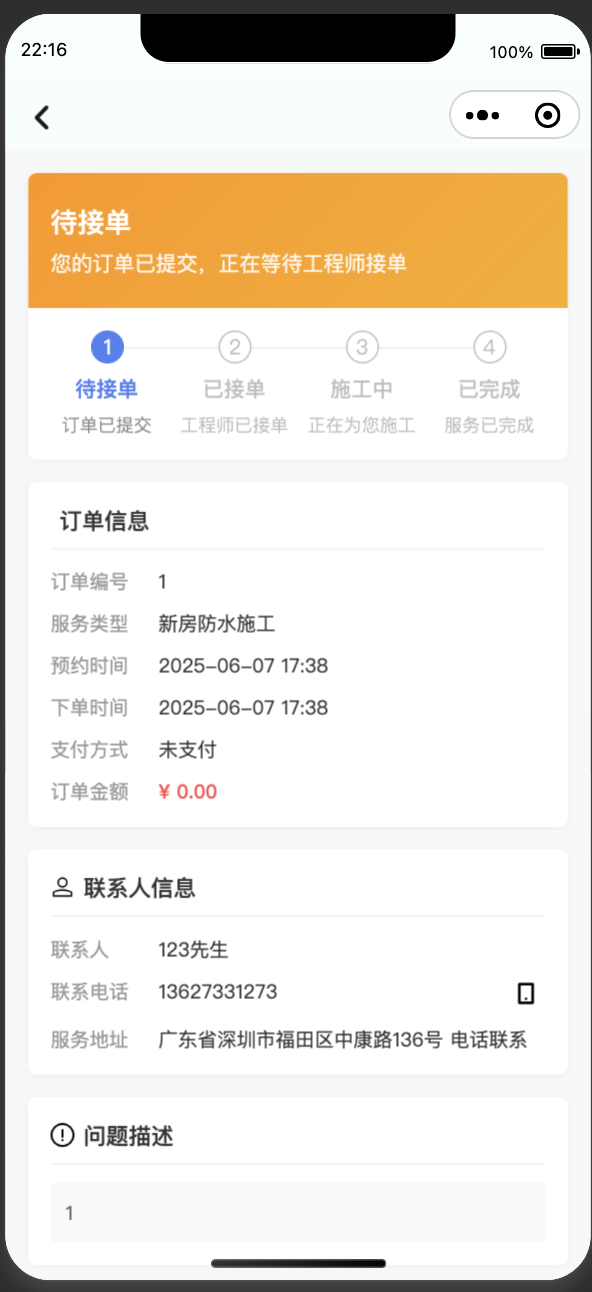 22:16 100%
待接单
您的订单已提交，正在等待工程师接单
1 2 3 4
待接单 已接单 施工中 已完成
订单已提交 工程师已接单 正在为您施工 服务已完成
订单信息
订单编号 1
服务类型 新房防水施工
预约时间 2025-06-07 17:38
下单时间 2025-06-07 17:38
支付方式 未支付
订单金额 ¥ 0.00
联系人信息
联系人 123先生
联系电话 13627331273
服务地址 广东省深圳市福田区中康路136号 电话联系
问题描述
1